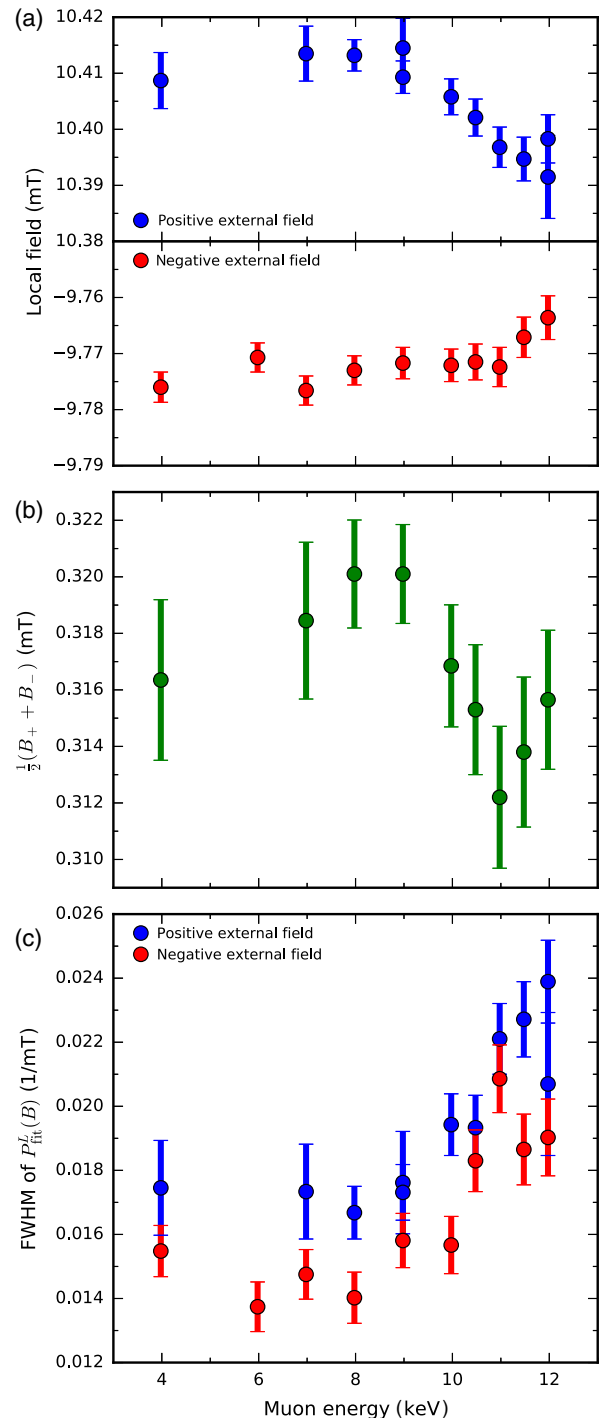 (a)
10.42
10.41
10.40
10.39
10.38
Local field (mT)
Positive external field
Negative external field
−9.76
−9.77
−9.78
−9.79
(b)
0.322
0.320
0.318
0.316
0.314
0.312
0.310
½(B₊ + B₋) (mT)
(c)
0.026
0.024
0.022
0.020
0.018
0.016
0.014
0.012
FWHM of P^L_fit(B) (1/mT)
Positive external field
Negative external field
4 6 8 10 12
Muon energy (keV)